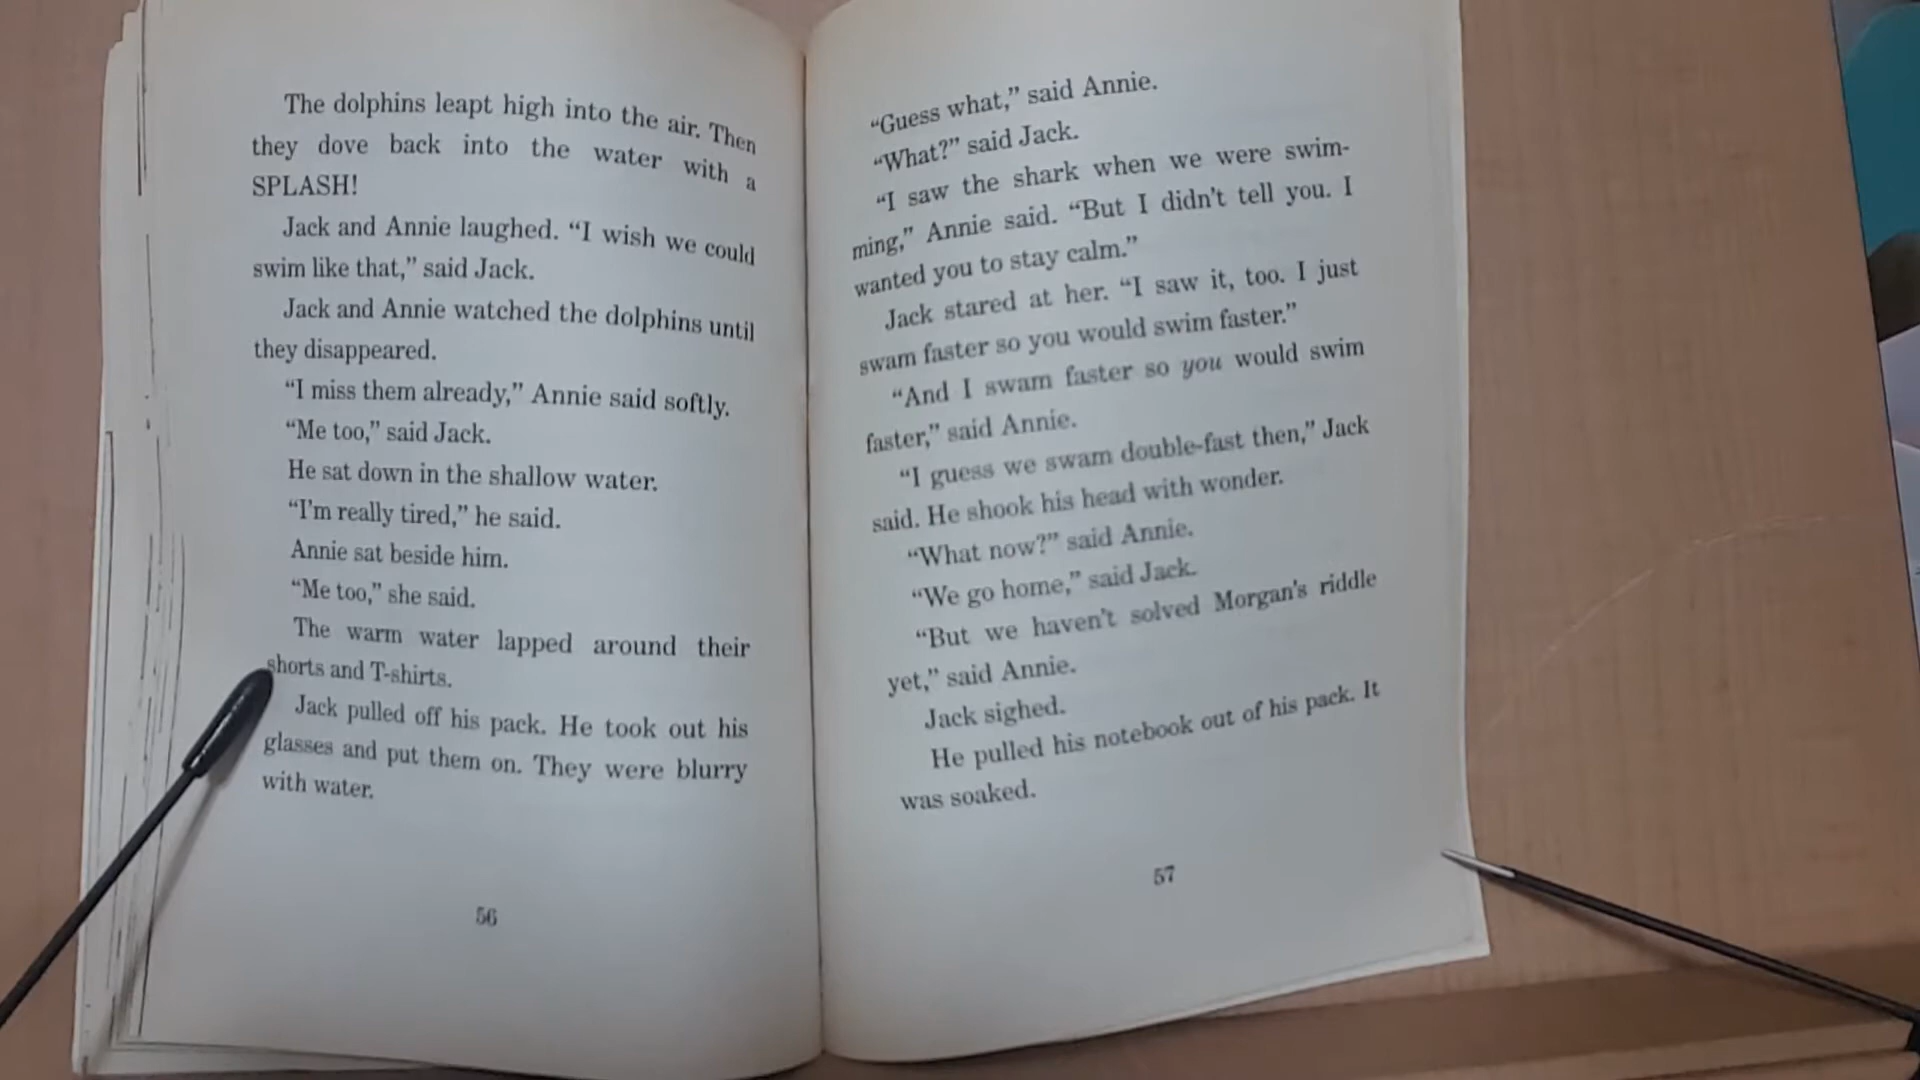 The dolphins leapt high into the air. Then
they dove back into the water with a
SPLASH!
Jack and Annie laughed. “I wish we could
swim like that,” said Jack.
Jack and Annie watched the dolphins until
they disappeared.
“I miss them already,” Annie said softly.
“Me too,” said Jack.
He sat down in the shallow water.
“I'm really tired,” he said.
Annie sat beside him.
“Me too,” she said.
The warm water lapped around their
shorts and T-shirts.
Jack pulled off his pack. He took out his
glasses and put them on. They were blurry
with water.
56
“Guess what,” said Annie.
“What?” said Jack.
“I saw the shark when we were swim-
ming,” Annie said. “But I didn't tell you. I
wanted you to stay calm.”
Jack stared at her. “I saw it, too. I just
swam faster so you would swim faster.”
“And I swam faster so you would swim
faster,” said Annie.
“I guess we swam double-fast then,” Jack
said. He shook his head with wonder.
“What now?” said Annie.
“We go home,” said Jack.
“But we haven't solved Morgan's riddle
yet,” said Annie.
Jack sighed.
He pulled his notebook out of his pack. It
was soaked.
57